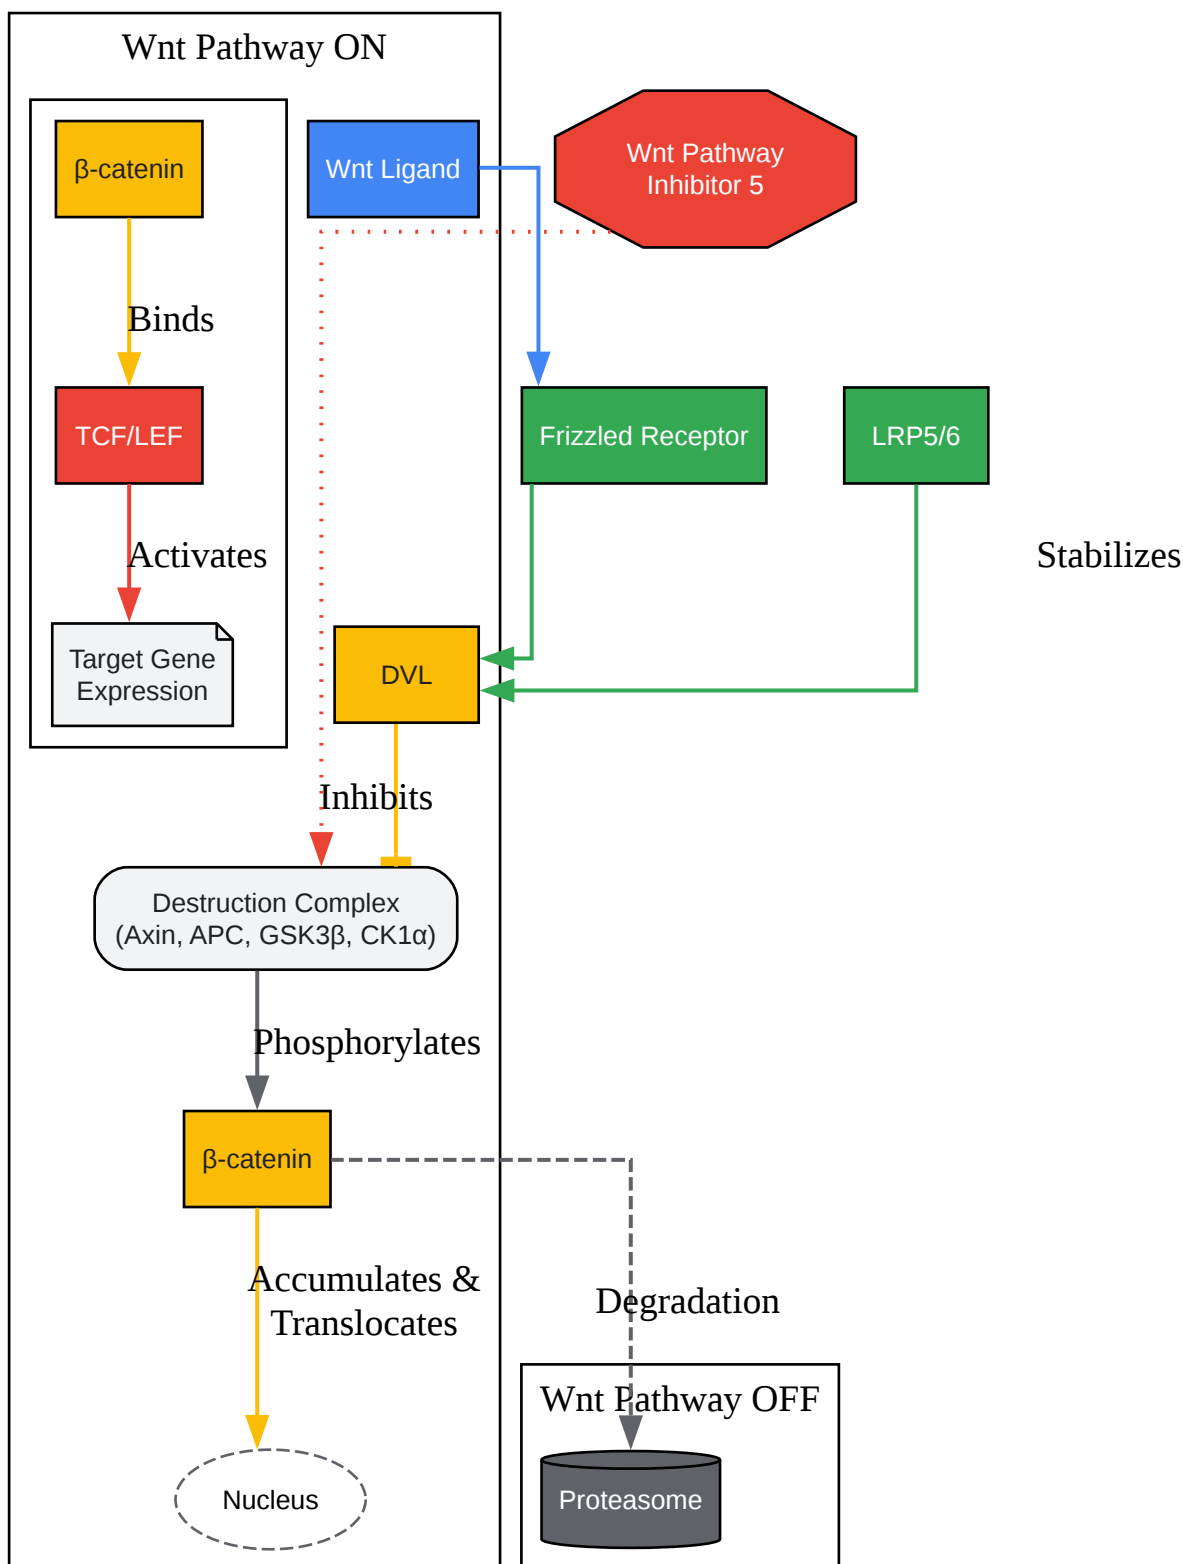 Wnt Pathway ON
β-catenin
Wnt Ligand
Wnt Pathway
Inhibitor 5
Binds
TCF/LEF
Frizzled Receptor
LRP5/6
Activates
Stabilizes
Target Gene
Expression
DVL
Inhibits
Destruction Complex
(Axin, APC, GSK3β, CK1α)
Phosphorylates
β-catenin
Accumulates &
Translocates
Degradation
Wnt Pathway OFF
Nucleus
Proteasome